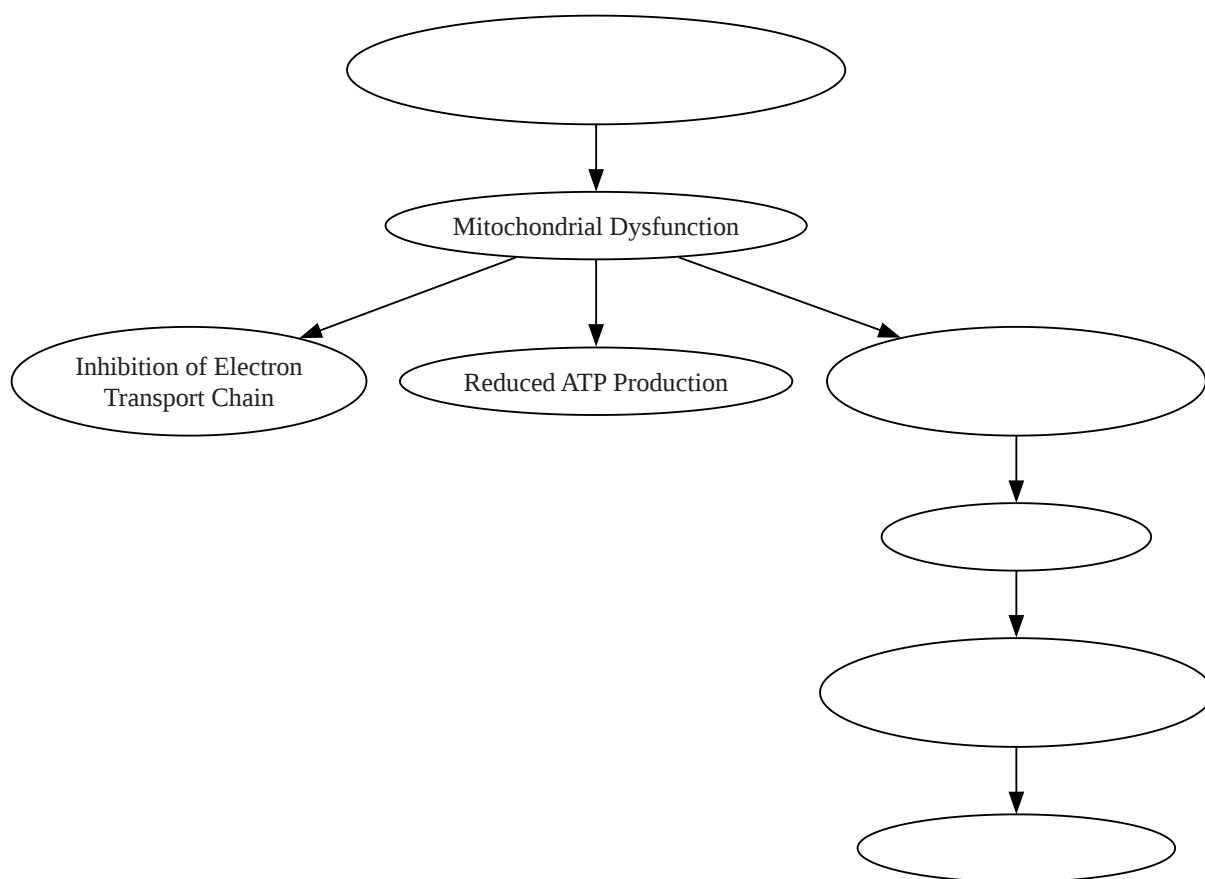 Mitochondrial Dysfunction
Inhibition of Electron
Transport Chain
Reduced ATP Production